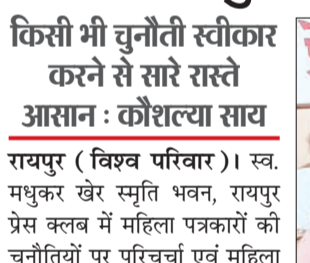 किसी भी चुनौती स्वीकार
करने से सारे रास्ते
आसान : कौशल्या साय
रायपुर ( विश्व परिवार )। स्व.
मधुकर खेर स्मृति भवन, रायपुर
प्रेस क्लब में महिला पत्रकारों की
चुनौतियों पर परिचर्चा एवं महिला